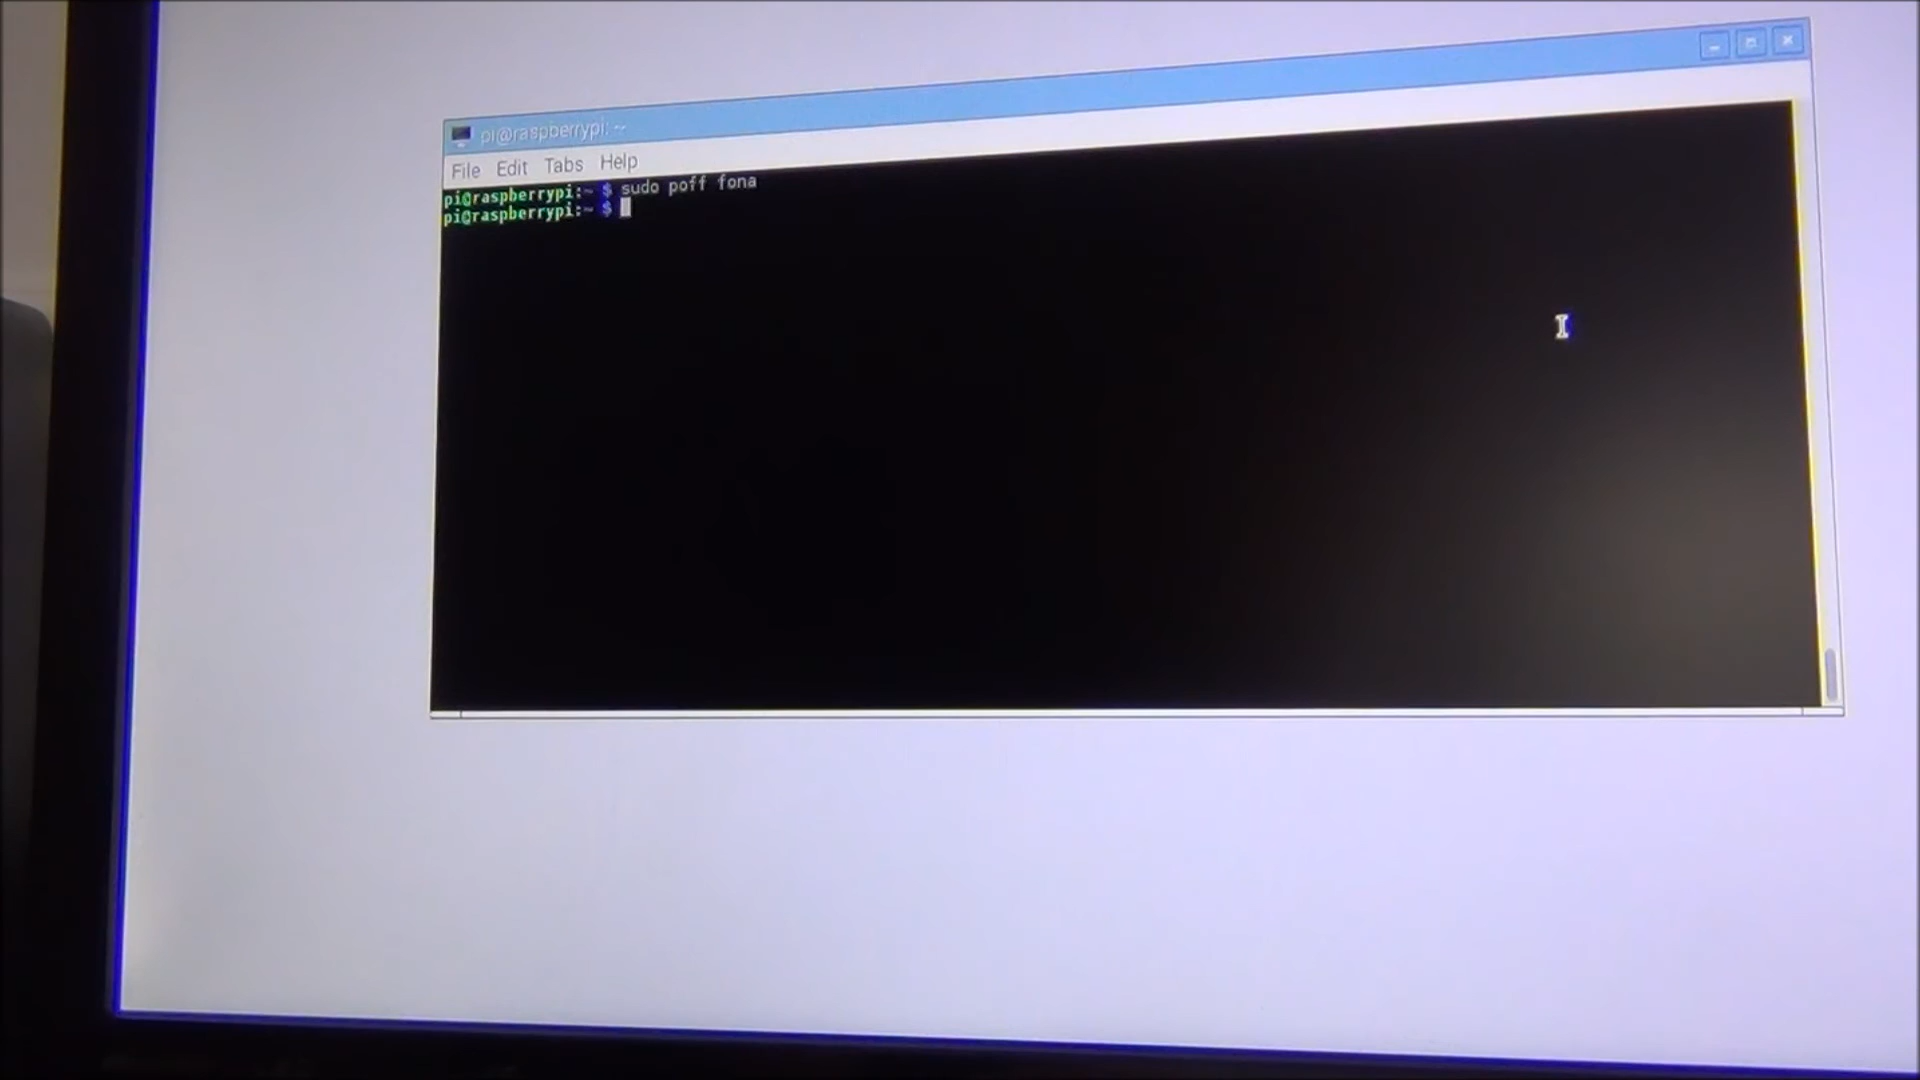 pi@raspberrypi: ~
File Edit Tabs Help
pi@raspberrypi:~ $ sudo poff fona
pi@raspberrypi:~ $